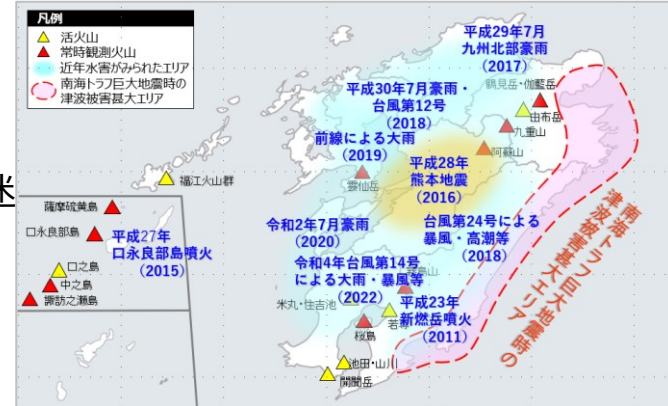 凡例
活火山
常時観測火山
近年水害がみられたエリア
南海トラフ巨大地震時の
津波被害甚大エリア
平成29年7月
九州北部豪雨
(2017)
鶴見岳・伽藍岳
由布岳
九重山
平成30年7月豪雨・
台風第12号
(2018)
前線による大雨
(2019)
阿蘇山
雲仙岳
平成28年
熊本地震
(2016)
福江火山群
米
薩摩硫黄島
口永良部島
平成27年
口永良部島噴火
(2015)
口之島
中之島
諏訪之瀬島
令和2年7月豪雨
(2020)
台風第24号による
暴風・高潮等
(2018)
令和4年台風第14号
による大雨・暴風等
(2022)
霧島山
米丸・住吉池
若尊
平成23年
新燃岳噴火
(2011)
桜島
池田・山川
開聞岳
南海トラフ巨大地震時の
津波被害甚大エリア